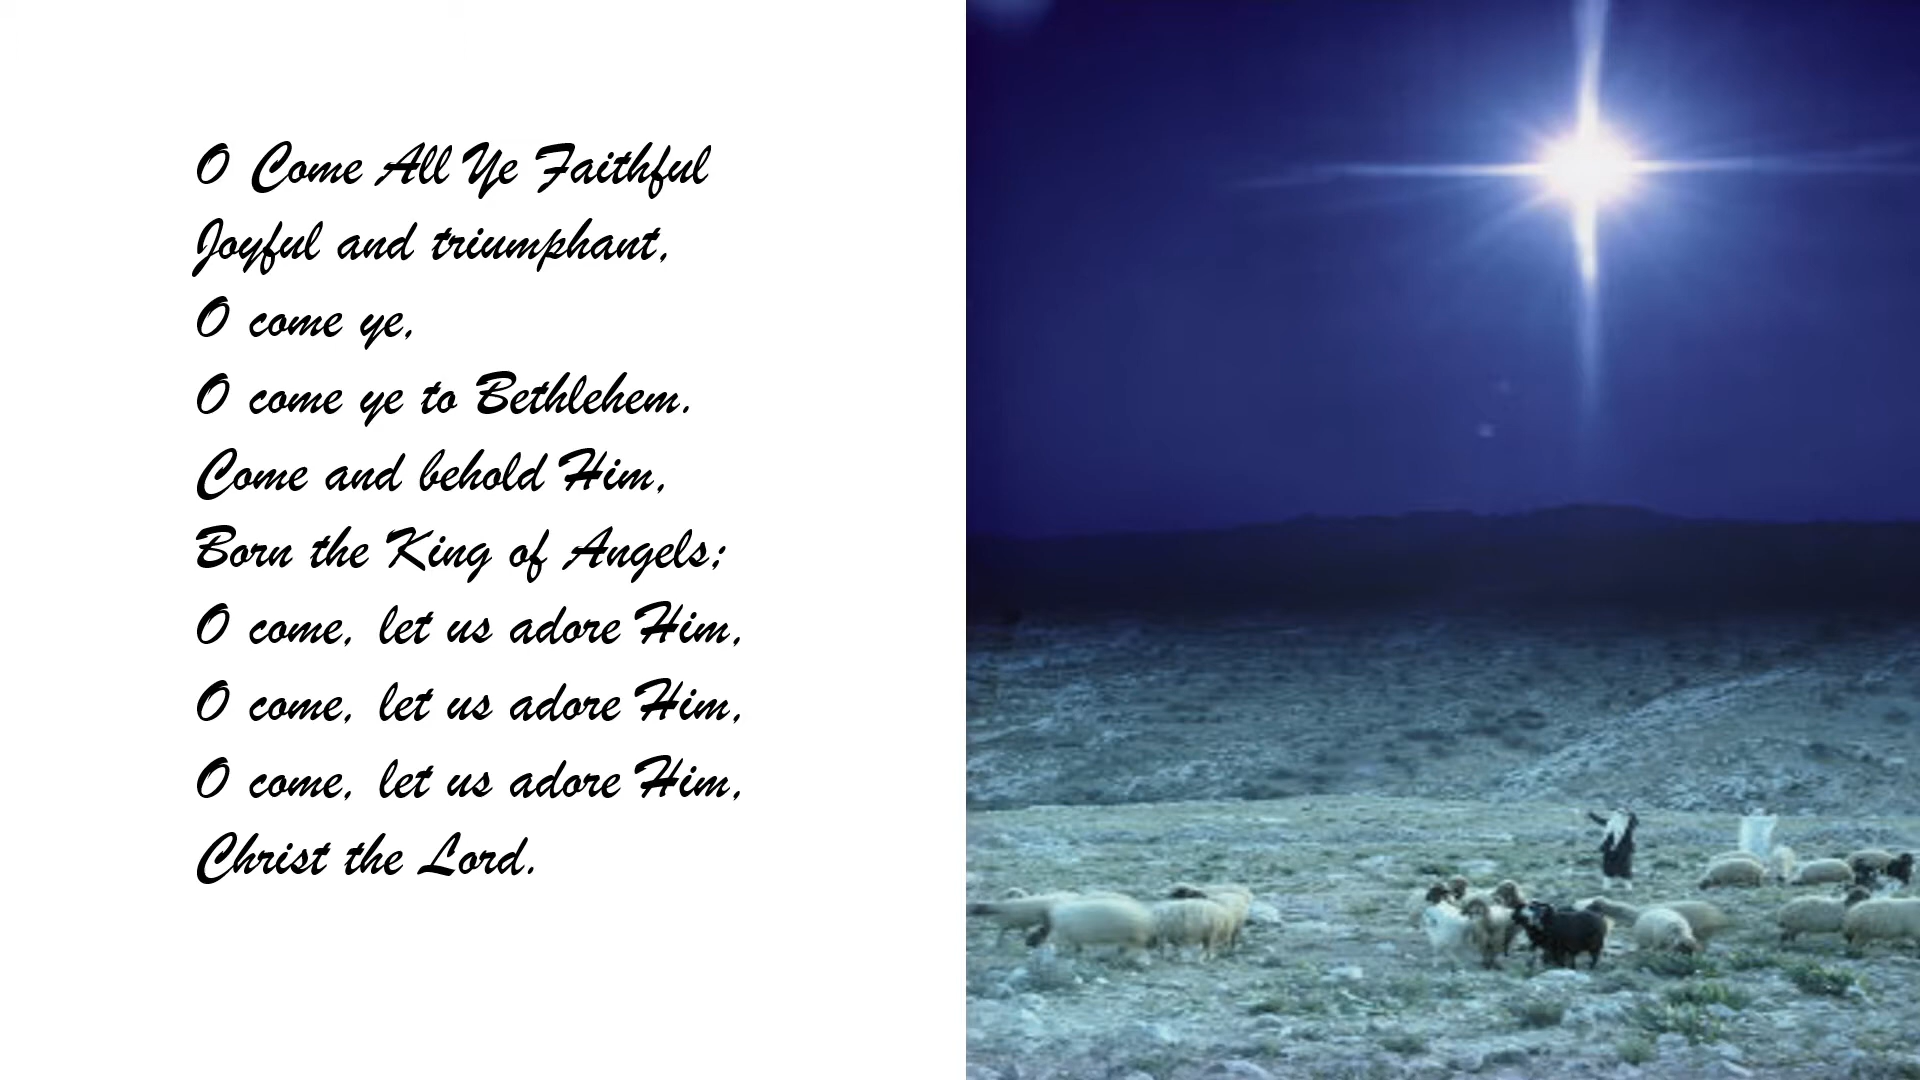 O Come All Ye Faithful
Joyful and triumphant,
O come ye,
O come ye to Bethlehem.
Come and behold Him,
Born the King of Angels;
O come, let us adore Him,
O come, let us adore Him,
O come, let us adore Him,
Christ the Lord.